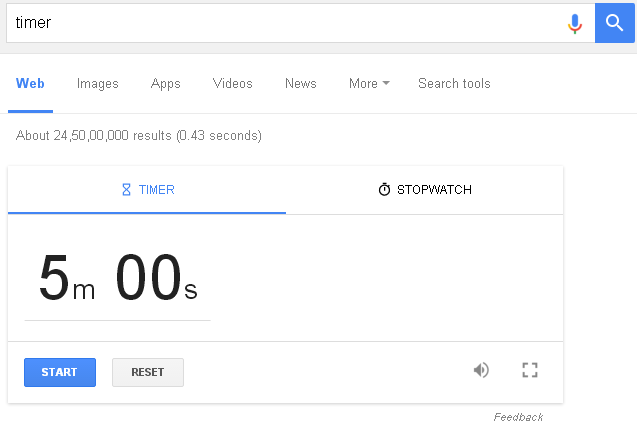 timer
Web Images Apps Videos News More Search tools
About 24,50,00,000 results (0.43 seconds)
TIMER STOPWATCH
5m 00s
START RESET
Feedback